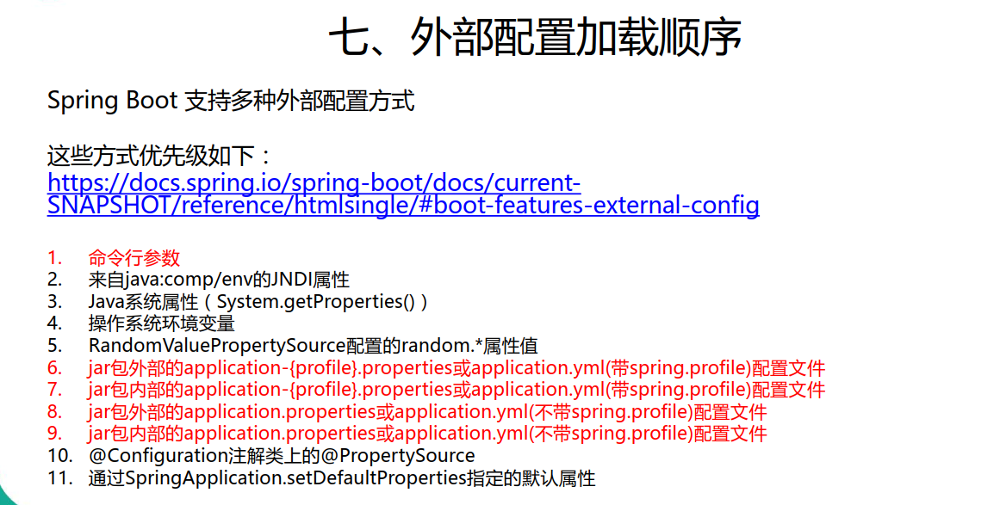 七、外部配置加载顺序
Spring Boot 支持多种外部配置方式
这些方式优先级如下：
https://docs.spring.io/spring-boot/docs/current-
SNAPSHOT/reference/htmlsingle/#boot-features-external-config
1. 命令行参数
2. 来自java:comp/env的JNDI属性
3. Java系统属性（System.getProperties()）
4. 操作系统环境变量
5. RandomValuePropertySource配置的random.*属性值
6. jar包外部的application-{profile}.properties或application.yml(带spring.profile)配置文件
7. jar包内部的application-{profile}.properties或application.yml(带spring.profile)配置文件
8. jar包外部的application.properties或application.yml(不带spring.profile)配置文件
9. jar包内部的application.properties或application.yml(不带spring.profile)配置文件
10. @Configuration注解类上的@PropertySource
11. 通过SpringApplication.setDefaultProperties指定的默认属性